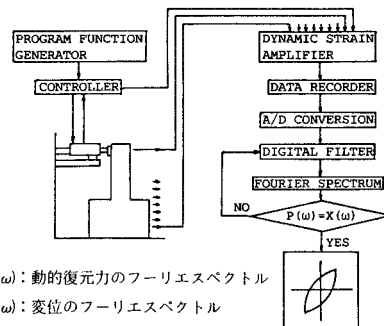 PROGRAM FUNCTION
GENERATOR
CONTROLLER
DYNAMIC STRAIN
AMPLIFIER
DATA RECORDER
A/D CONVERSION
DIGITAL FILTER
FOURIER SPECTRUM
NO
P(ω)=X(ω)
YES
ω):動的復元力のフーリエスペクトル
ω):変位のフーリエスペクトル